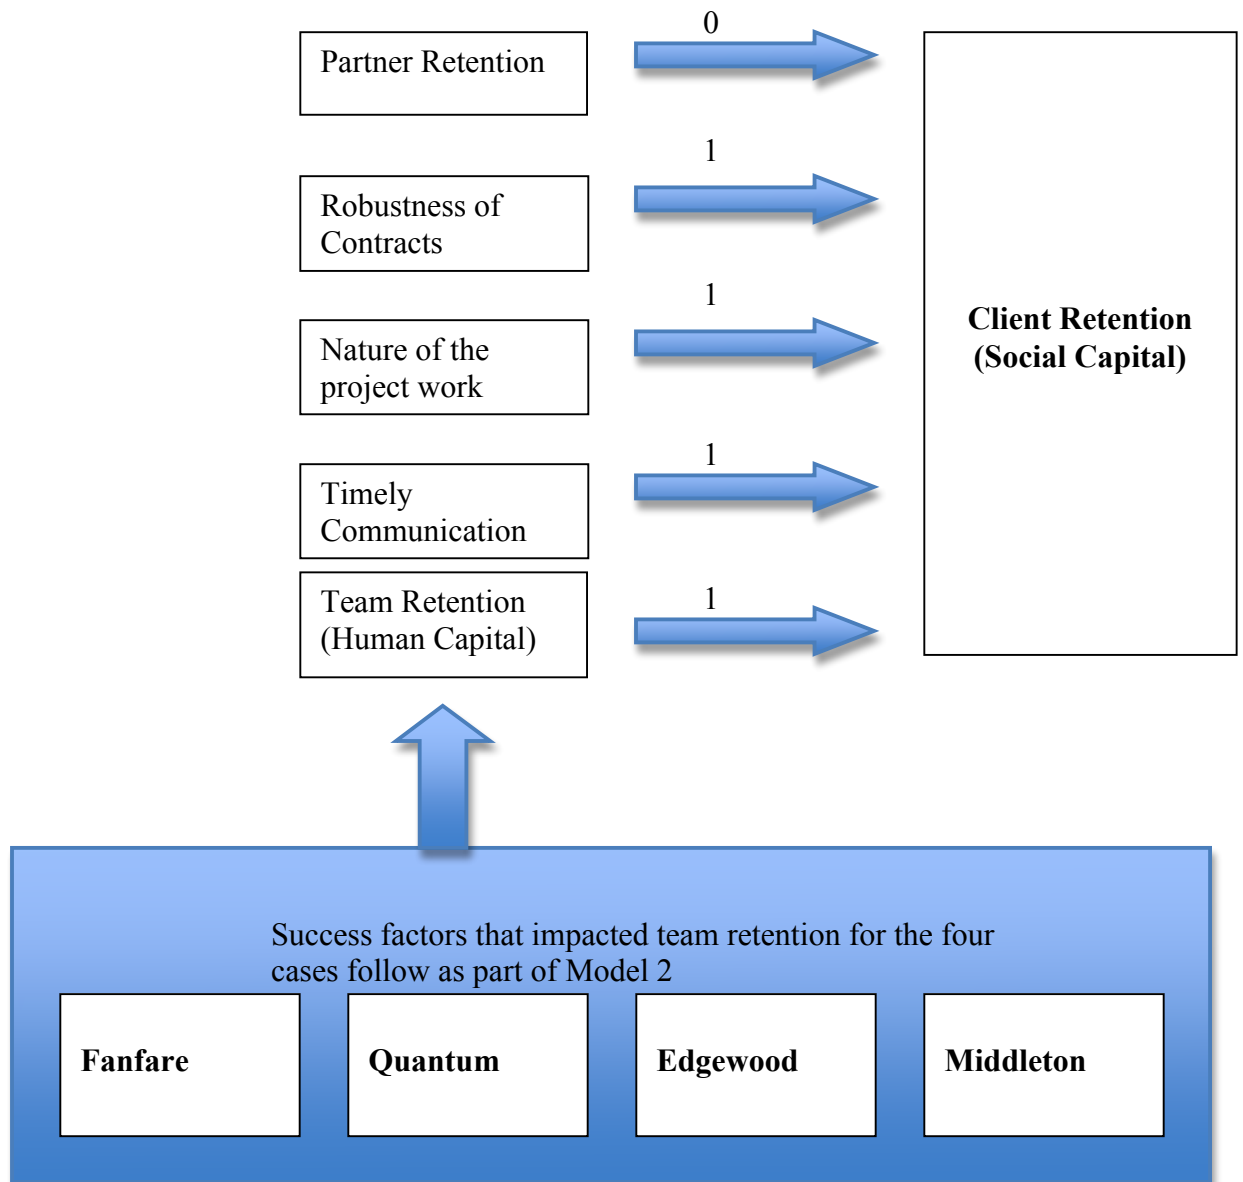 0
Partner Retention
1
Robustness of
Contracts
1
Nature of the
project work
1
Timely
Communication
1
Team Retention
(Human Capital)
Client Retention
(Social Capital)
Success factors that impacted team retention for the four
cases follow as part of Model 2
Fanfare
Quantum
Edgewood
Middleton